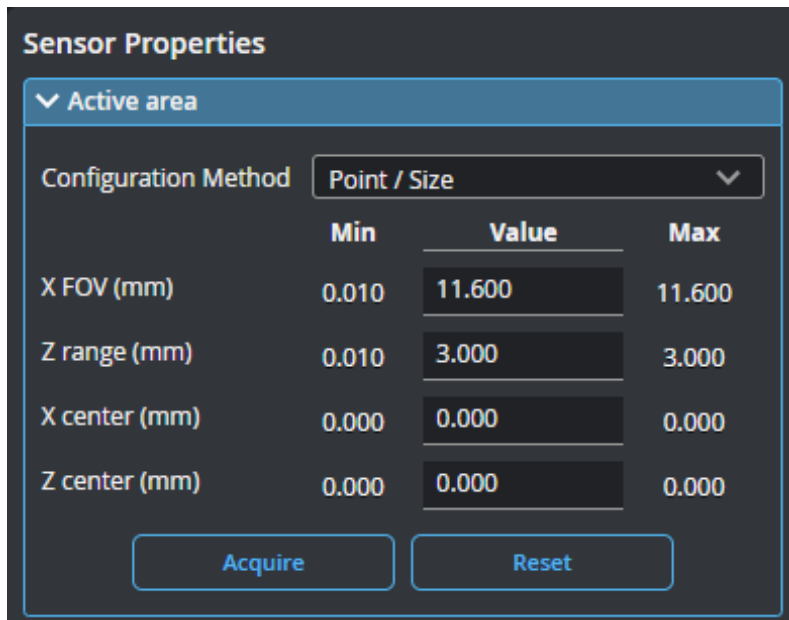 Sensor Properties
Active area
Configuration Method Point / Size
Min Value Max
X FOV (mm) 0.010 11.600 11.600
Z range (mm) 0.010 3.000 3.000
X center (mm) 0.000 0.000 0.000
Z center (mm) 0.000 0.000 0.000
Acquire Reset